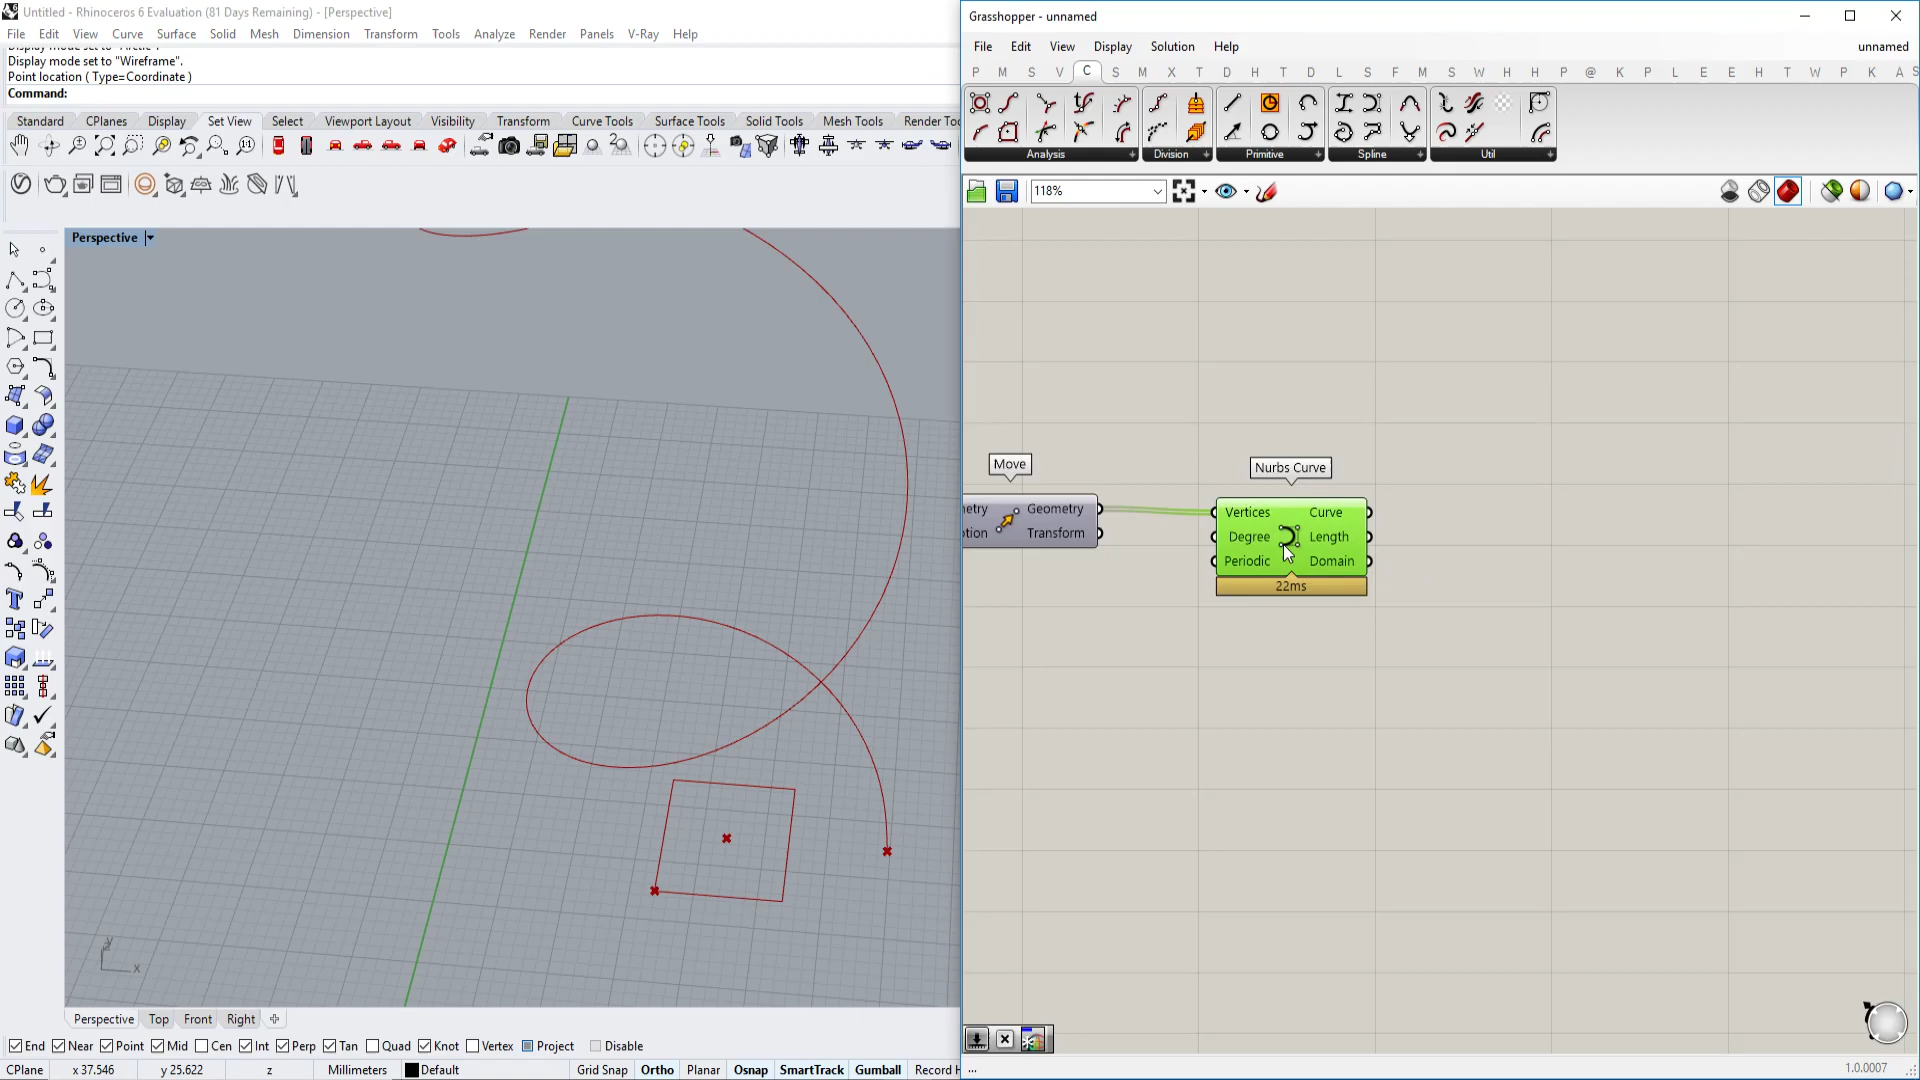 Untitled - Rhinoceros 6 Evaluation (81 Days Remaining) - [Perspective]
File Edit View Curve Surface Solid Mesh Dimension Transform Tools Analyze Render Panels V-Ray Help
Display mode set to "Wireframe".
Point location ( Type=Coordinate )
Command:
Standard CPlanes Display Set View Select Viewport Layout Visibility Transform Curve Tools Surface Tools Solid Tools Mesh Tools Render Too
Perspective
y
x
Perspective Top Front Right
End Near Point Mid Cen Int Perp Tan Quad Knot Vertex Project Disable
CPlane x 37.546 y 25.622 z Millimeters Default Grid Snap Ortho Planar Osnap SmartTrack Gumball Record H
Grasshopper - unnamed
File Edit View Display Solution Help unnamed
P M S V C S M X T D H T D L S F M S W H H P @ K P L E E H T W P K A S
Analysis Division Primitive Spline Util
118%
Move
etry Geometry
otion Transform
Nurbs Curve
Vertices Curve
Degree Length
Periodic Domain
22ms
...
1.0.0007